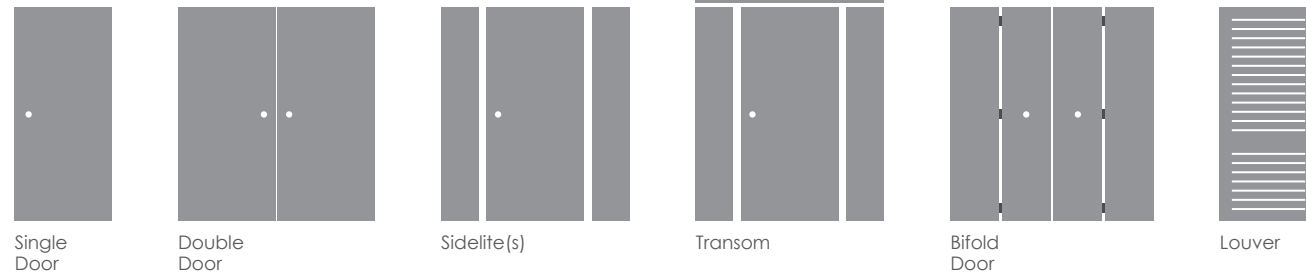 Single
Door
Double
Door
Sidelite(s)
Transom
Bifold
Door
Louver